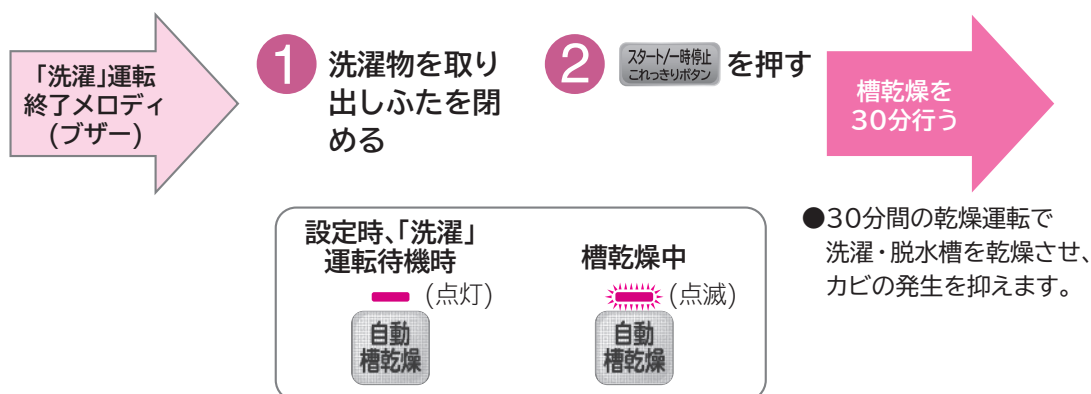 「洗濯」運転
終了メロディ
(ブザー)
1 洗濯物を取り
出しふたを閉
める
2 スタート/一時停止
これっきりボタン を押す
槽乾燥を
30分行う
●30分間の乾燥運転で
洗濯・脱水槽を乾燥させ、
カビの発生を抑えます。
設定時、「洗濯」
運転待機時
(点灯)
自動
槽乾燥
槽乾燥中
(点滅)
自動
槽乾燥